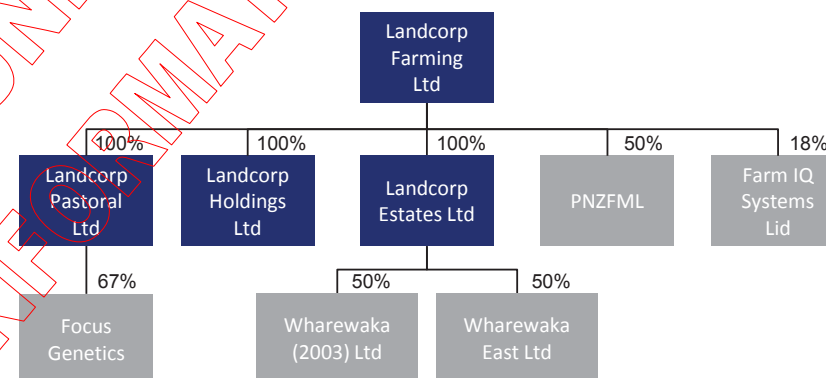 Landcorp
Farming
Ltd
100%
100%
100%
50%
18%
Landcorp
Pastoral
Ltd
Landcorp
Holdings
Ltd
Landcorp
Estates Ltd
PNZFML
Farm IQ
Systems
Lid
67%
50%
50%
Focus
Genetics
Wharewaka
(2003) Ltd
Wharewaka
East Ltd